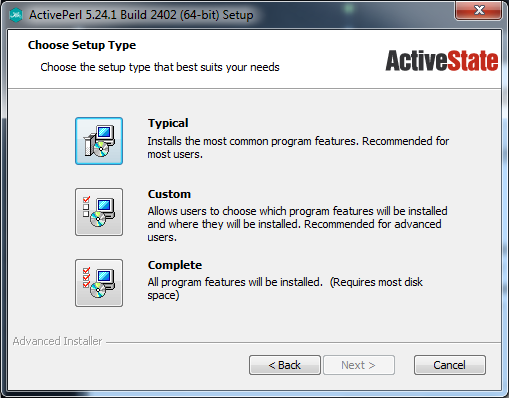 ActivePerl 5.24.1 Build 2402 (64-bit) Setup
Choose Setup Type
Choose the setup type that best suits your needs
ActiveState
Typical
Installs the most common program features. Recommended for
most users.
Custom
Allows users to choose which program features will be installed
and where they will be installed. Recommended for advanced
users.
Complete
All program features will be installed. (Requires most disk
space)
Advanced Installer
< Back
Next >
Cancel